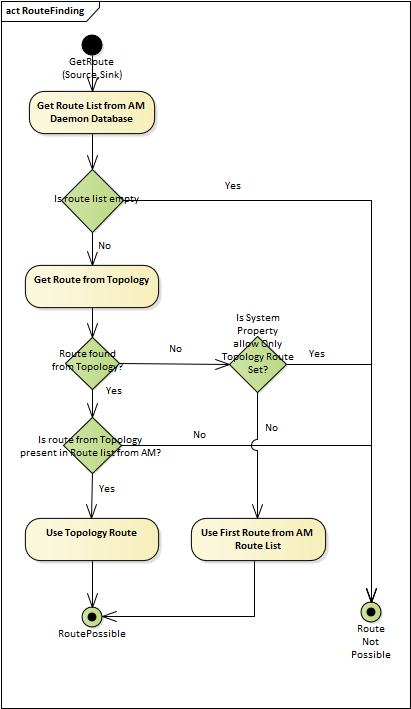 act RouteFinding
GetRoute
(Source,Sink)
Get Route List from AM
Daemon Database
Is route list empty
Yes
No
Get Route from Topology
Is System
Property
allow Only
Topology Route
Set?
Route found
from Topology?
No
Yes
Yes
Is route from Topology
present in Route list from AM?
No
No
Yes
Use Topology Route
Use First Route from AM
Route List
RoutePossible
Route
Not
Possible